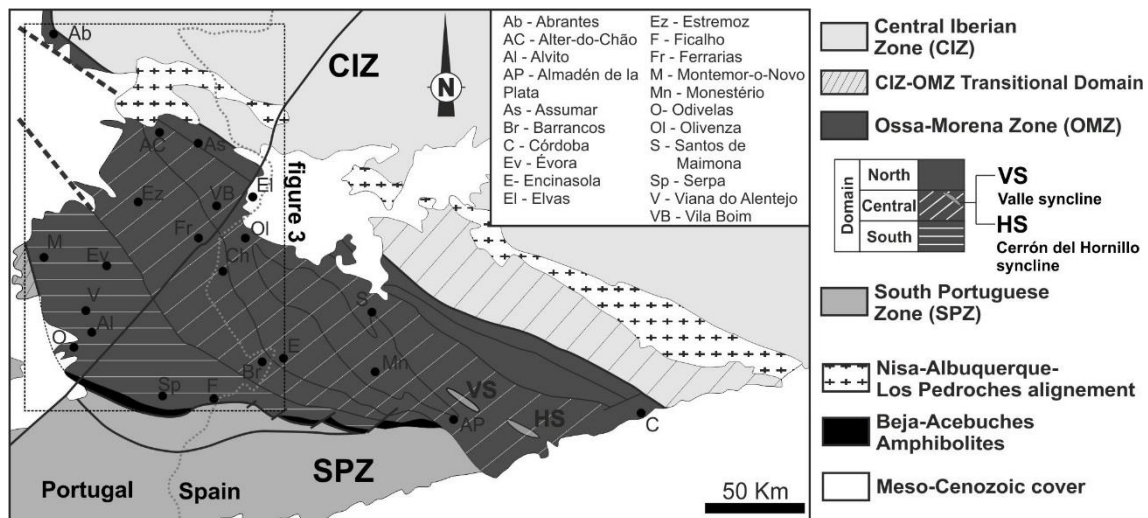 Ab
CIZ
N
AC
As
Ez
VB
El
figure 3
Fr
Ol
M
Ev
Ch
V
S
Al
O
Br
E
Mn
VS
Sp
F
AP
HS
C
SPZ
Portugal
Spain
50 Km
Ab - Abrantes
AC - Alter-do-Chão
Al - Alvito
AP - Almadén de la
Plata
As - Assumar
Br - Barrancos
C - Córdoba
Ev - Évora
E- Encinasola
El - Elvas
Ez - Estremoz
F - Ficalho
Fr - Ferrarias
M - Montemor-o-Novo
Mn - Monestério
O- Odivelas
Ol - Olivenza
S - Santos de
Maimona
Sp - Serpa
V - Viana do Alentejo
VB - Vila Boim
Central Iberian
Zone (CIZ)
CIZ-OMZ Transitional Domain
Ossa-Morena Zone (OMZ)
Domain
North
Central
South
VS
Valle syncline
HS
Cerrón del Hornillo
syncline
South Portuguese
Zone (SPZ)
Nisa-Albuquerque-
Los Pedroches alignement
Beja-Acebuches
Amphibolites
Meso-Cenozoic cover